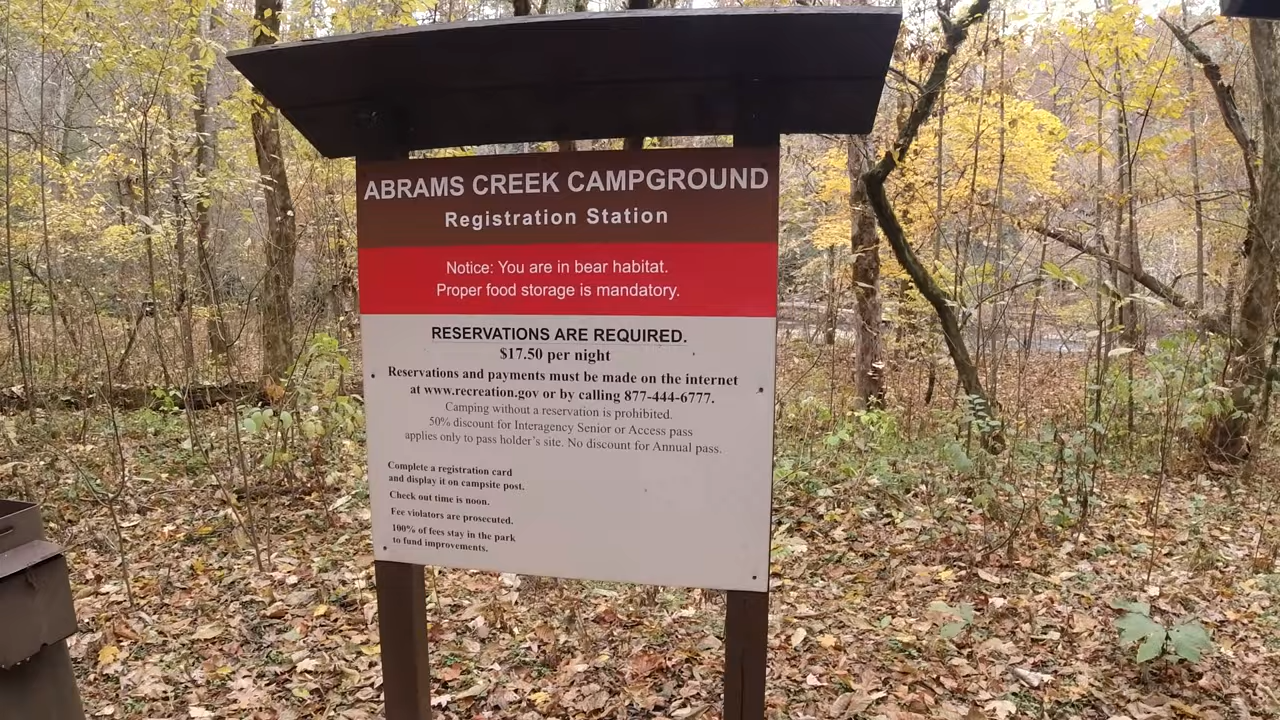 ABRAMS CREEK CAMPGROUND
Registration Station
Notice: You are in bear habitat.
Proper food storage is mandatory.
RESERVATIONS ARE REQUIRED.
$17.50 per night
Reservations and payments must be made on the internet
at www.recreation.gov or by calling 877-444-6777.
Camping without a reservation is prohibited.
50% discount for Interagency Senior or Access pass
applies only to pass holder's site. No discount for Annual pass.
Complete a registration card
and display it on campsite post.
Check out time is noon.
Fee violators are prosecuted.
100% of fees stay in the park
to fund improvements.